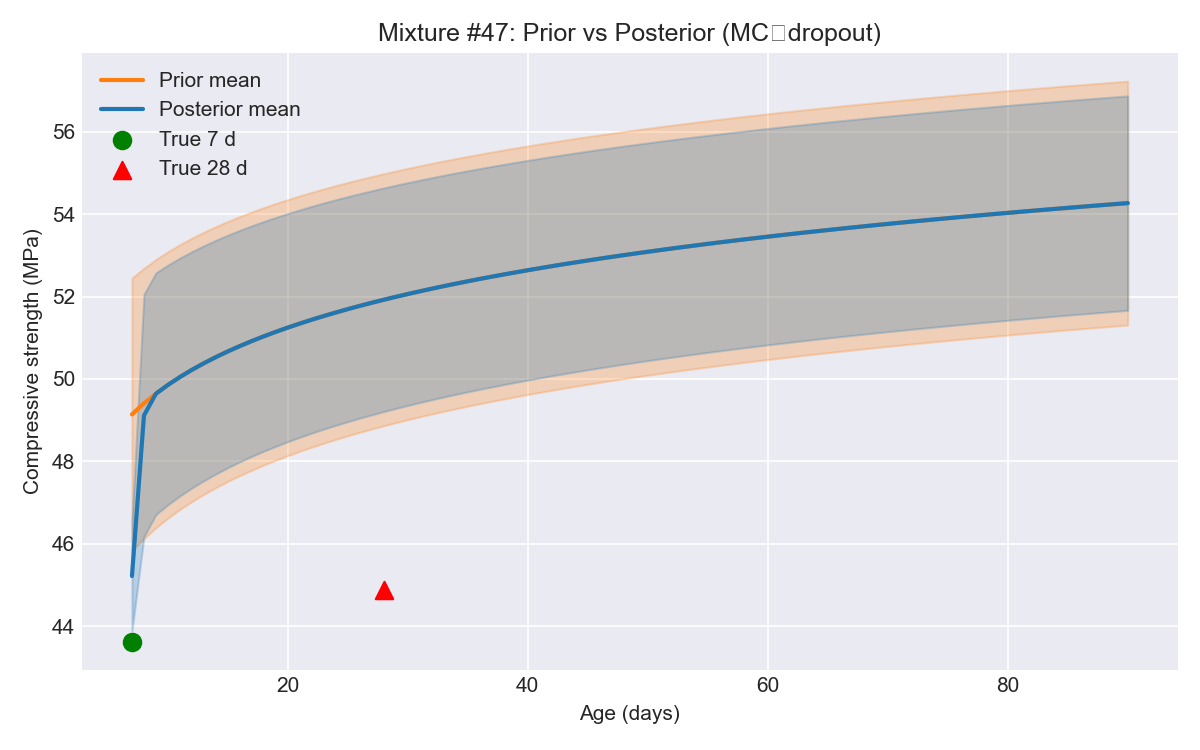 Mixture #47: Prior vs Posterior (MC□dropout)
Prior mean
Posterior mean
True 7 d
True 28 d
Compressive strength (MPa)
56
54
52
50
48
46
44
20
40
60
80
Age (days)